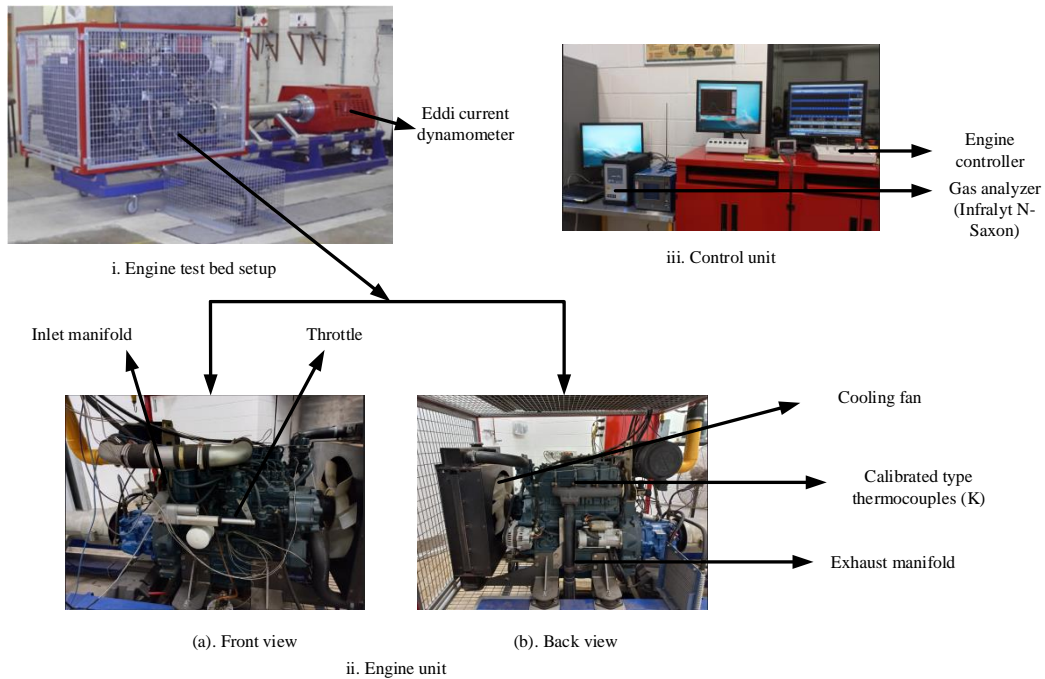 Eddi current
dynamometer
Engine
controller
Gas analyzer
(Infralyt N-
Saxon)
i. Engine test bed setup
iii. Control unit
Inlet manifold
Throttle
Cooling fan
Calibrated type
thermocouples (K)
Exhaust manifold
(a). Front view
(b). Back view
ii. Engine unit